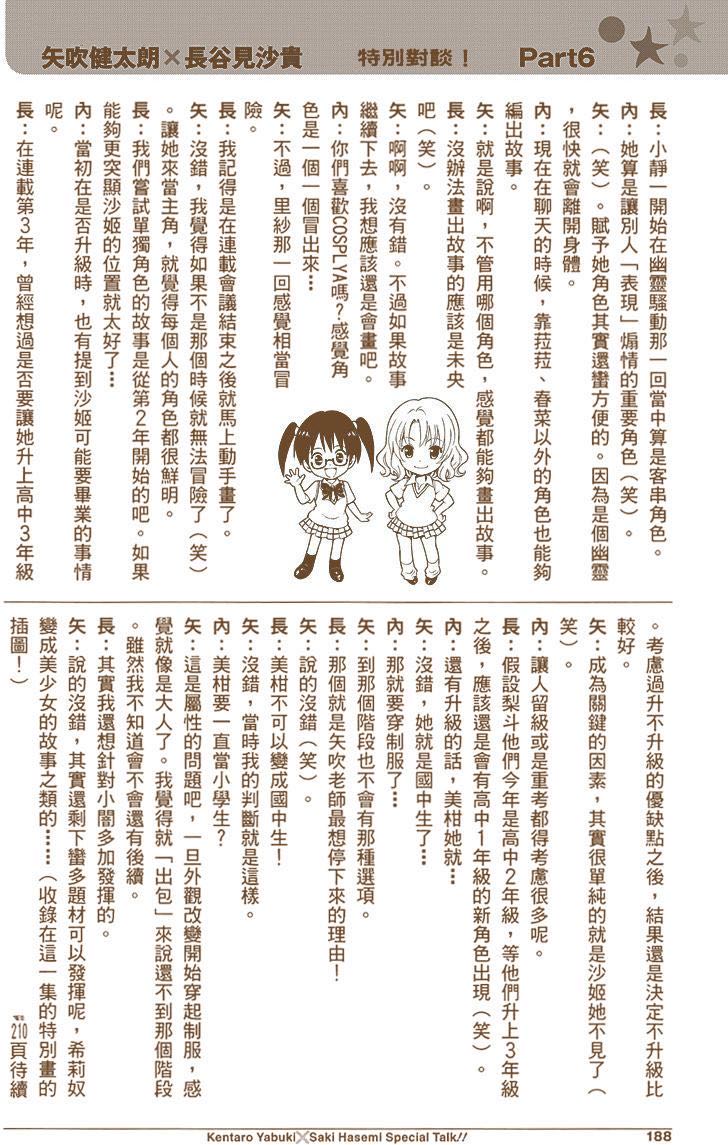 矢吹健太朗×長谷見沙貴 特別對談！ Part6
長：小靜一開始在幽靈騷動那一回當中算是客串角色。
內：她算是讓別人「表現」煽情的重要角色（笑）。
矢：（笑）。賦予她角色其實還蠻方便的。因為是個幽靈
，很快就會離開身體。
內：現在在聊天的時候，靠菈菈、春菜以外的角色也能夠
編出故事。
矢：就是說啊，不管用哪個角色，感覺都能夠畫出故事。
長：沒辦法畫出故事的應該是未央
吧（笑）。
矢：啊啊，沒有錯。不過如果故事
繼續下去，我想應該還是會畫吧。
內：你們喜歡COSPLYA嗎？感覺角
色是一個一個冒出來…
矢：不過，里紗那一回感覺相當冒
險。
長：我記得是在連載會議結束之後就馬上動手畫了。
矢：沒錯，我覺得如果不是那個時候就無法冒險了（笑）
。讓她來當主角，就覺得每個人的角色都很鮮明。
長：我們嘗試單獨角色的故事是從第2年開始的吧。如果
能夠更突顯沙姬的位置就太好了…
內：當初在是否升級時，也有提到沙姬可能要畢業的事情
呢。
長：在連載第3年，曾經想過是否要讓她升上高中3年級
。考慮過升不升級的優缺點之後，結果還是決定不升級比
較好。
矢：成為關鍵的因素，其實很單純的就是沙姬她不見了（
笑）。
內：讓人留級或是重考都得考慮很多呢。
長：假設梨斗他們今年是高中2年級，等他們升上3年級
之後，應該還是會有高中1年級的新角色出現（笑）。
內：還有升級的話，美柑她就…
矢：沒錯，她就是國中生了…
內：那就要穿制服了…
矢：到那個階段也不會有那種選項。
長：那個就是矢吹老師最想停下來的理由！
矢：說的沒錯（笑）。
長：美柑不可以變成國中生！
矢：沒錯，當時我的判斷就是這樣。
內：美柑要一直當小學生？
矢：這是屬性的問題吧，一旦外觀改變開始穿起制服，感
覺就像是大人了。我覺得就「出包」來說還不到那個階段
。雖然我不知道會不會還有後續。
長：其實我還想針對小闇多加發揮的。
矢：說的沒錯，其實還剩下蠻多題材可以發揮呢，希莉奴
變成美少女的故事之類的……（收錄在這一集的特別畫的
插圖！）
210頁待續
Kentaro Yabuki×Saki Hasemi Special Talk!!
188